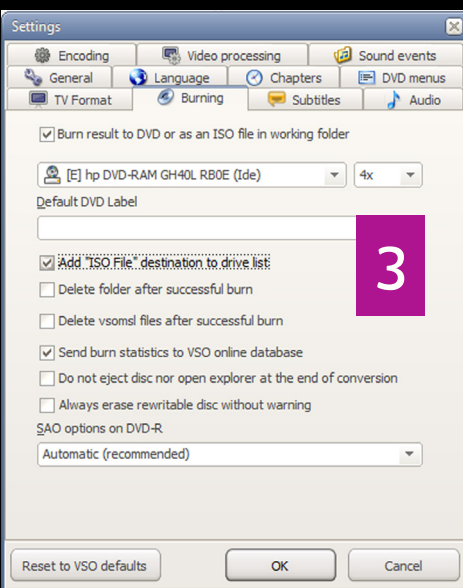 Settings
Encoding Video processing Sound events
General Language Chapters DVD menus
TV Format Burning Subtitles Audio
Burn result to DVD or as an ISO file in working folder
[E] hp DVD-RAM GH40L RB0E (Ide) 4x
Default DVD Label
Add "ISO File" destination to drive list
3
Delete folder after successful burn
Delete vsomsl files after successful burn
Send burn statistics to VSO online database
Do not eject disc nor open explorer at the end of conversion
Always erase rewritable disc without warning
SAO options on DVD-R
Automatic (recommended)
Reset to VSO defaults OK Cancel